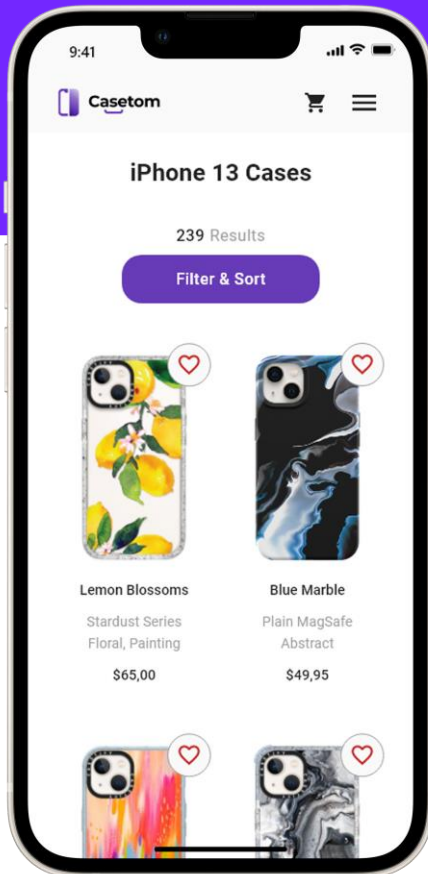 9:41
Casetom
iPhone 13 Cases
239 Results
Filter & Sort
Lemon Blossoms
Stardust Series
Floral, Painting
$65,00
Blue Marble
Plain MagSafe
Abstract
$49,95